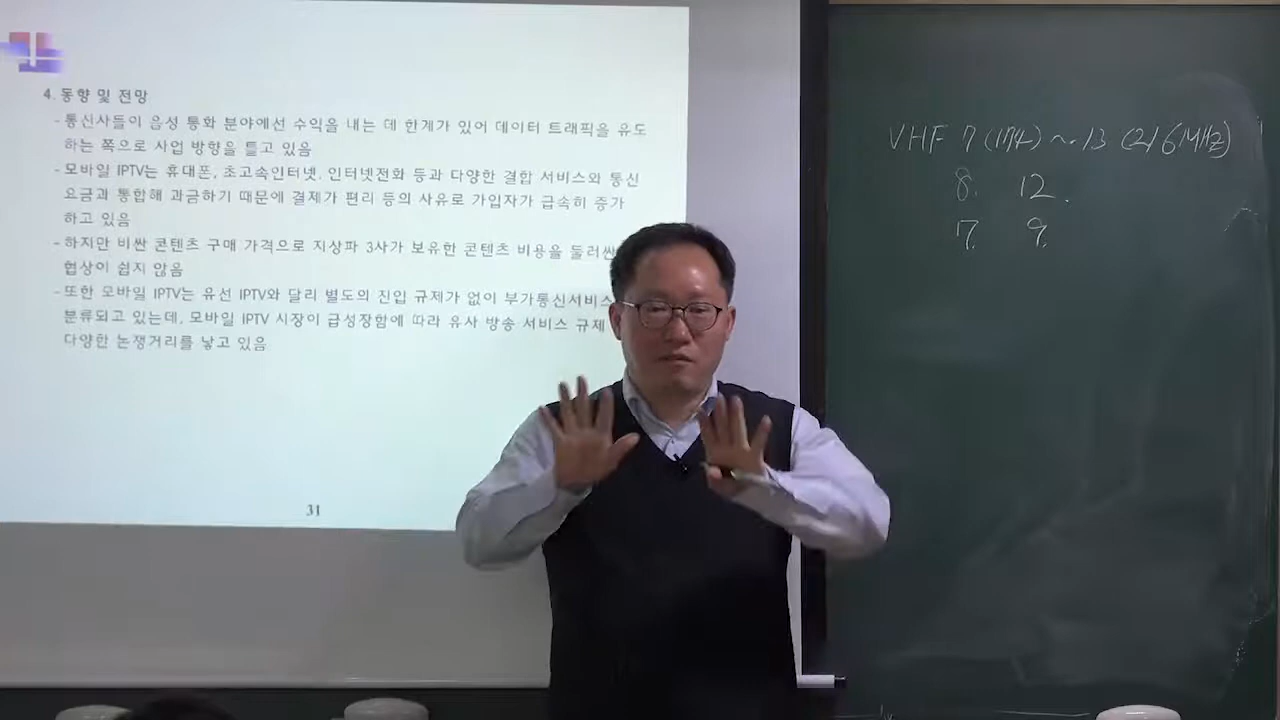 4. 동향 및 전망
- 통신사들이 음성 통화 분야에선 수익을 내는 데 한계가 있어 데이터 트래픽을 유도
하는 쪽으로 사업 방향을 틀고 있음
- 모바일 IPTV는 휴대폰, 초고속인터넷, 인터넷전화 등과 다양한 결합 서비스와 통신
요금과 통합해 과금하기 때문에 결제가 편리 등의 사유로 가입자가 급속히 증가
하고 있음
- 하지만 비싼 콘텐츠 구매 가격으로 지상파 3사가 보유한 콘텐츠 비용을 둘러싼
협상이 쉽지 않음
- 또한 모바일 IPTV는 유선 IPTV와 달리 별도의 진입 규제가 없이 부가통신서비스
분류되고 있는데, 모바일 IPTV 시장이 급성장함에 따라 유사 방송 서비스 규제
다양한 논쟁거리를 낳고 있음
31
VHF 7 (174) ~ 13 (216MHz)
8. 12.
7. 9.